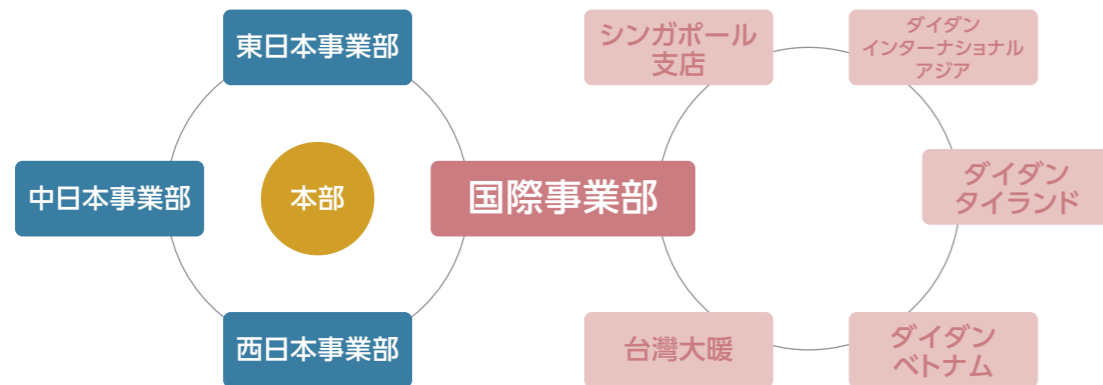 東日本事業部
中日本事業部
本部
西日本事業部
国際事業部
シンガポール
支店
ダイダン
インターナショナル
アジア
ダイダン
タイランド
ダイダン
ベトナム
台灣大暖